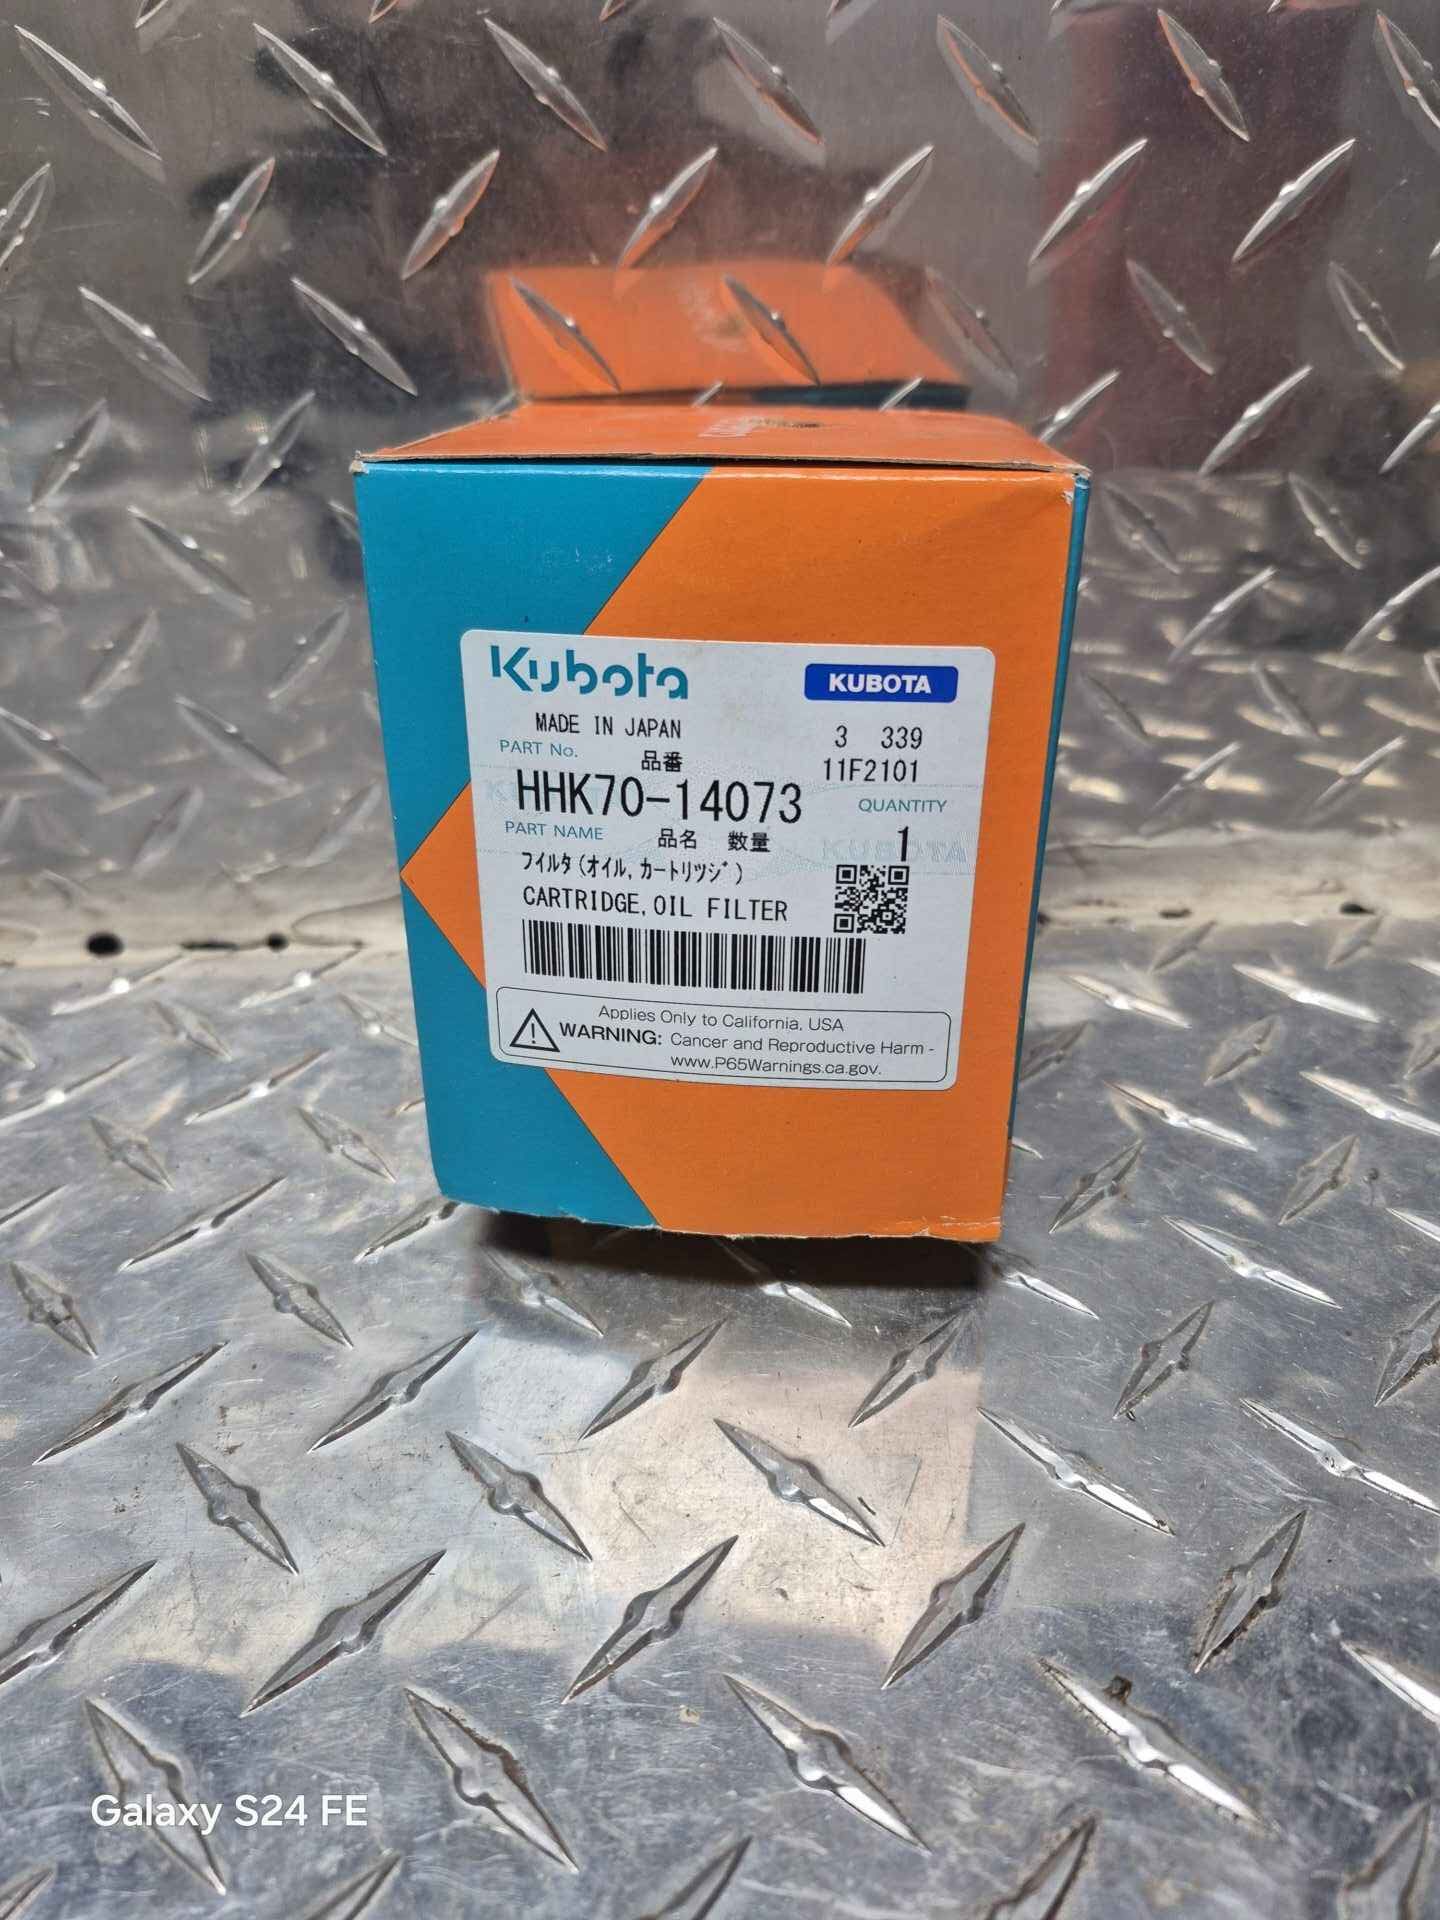 Kubota
KUBOTA
MADE IN JAPAN
3 339
PART No.
品番
11F2101
HHK70-14073
QUANTITY
PART NAME
品名 数量
1
フイルタ(オイル,カートリツジ)
CARTRIDGE,OIL FILTER
Applies Only to California, USA
WARNING: Cancer and Reproductive Harm -
www.P65Warnings.ca.gov.
Galaxy S24 FE